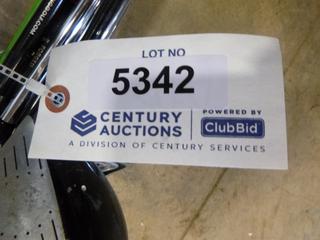 LOT NO
5342
CENTURY
AUCTIONS
POWERED BY
ClubBid
A DIVISION OF CENTURY SERVICES